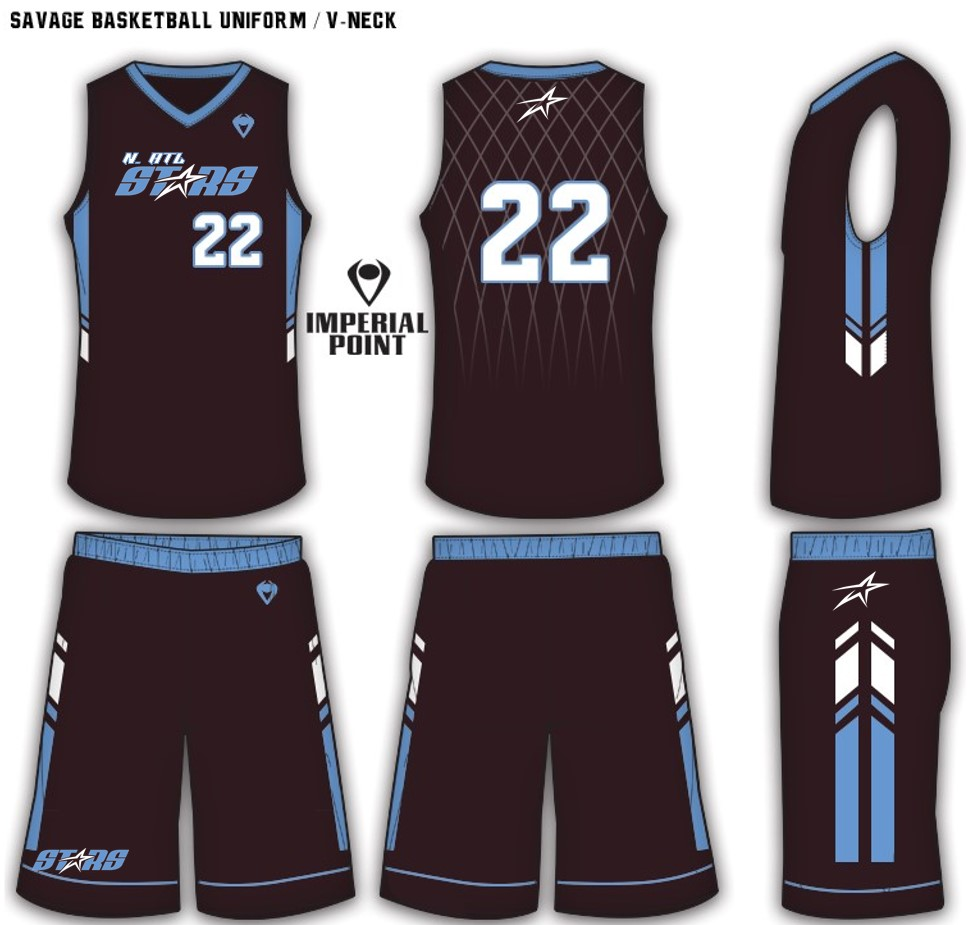 SAVAGE BASKETBALL UNIFORM / V-NECK
N. ATL
STARS
22
22
IMPERIAL
POINT
STARS